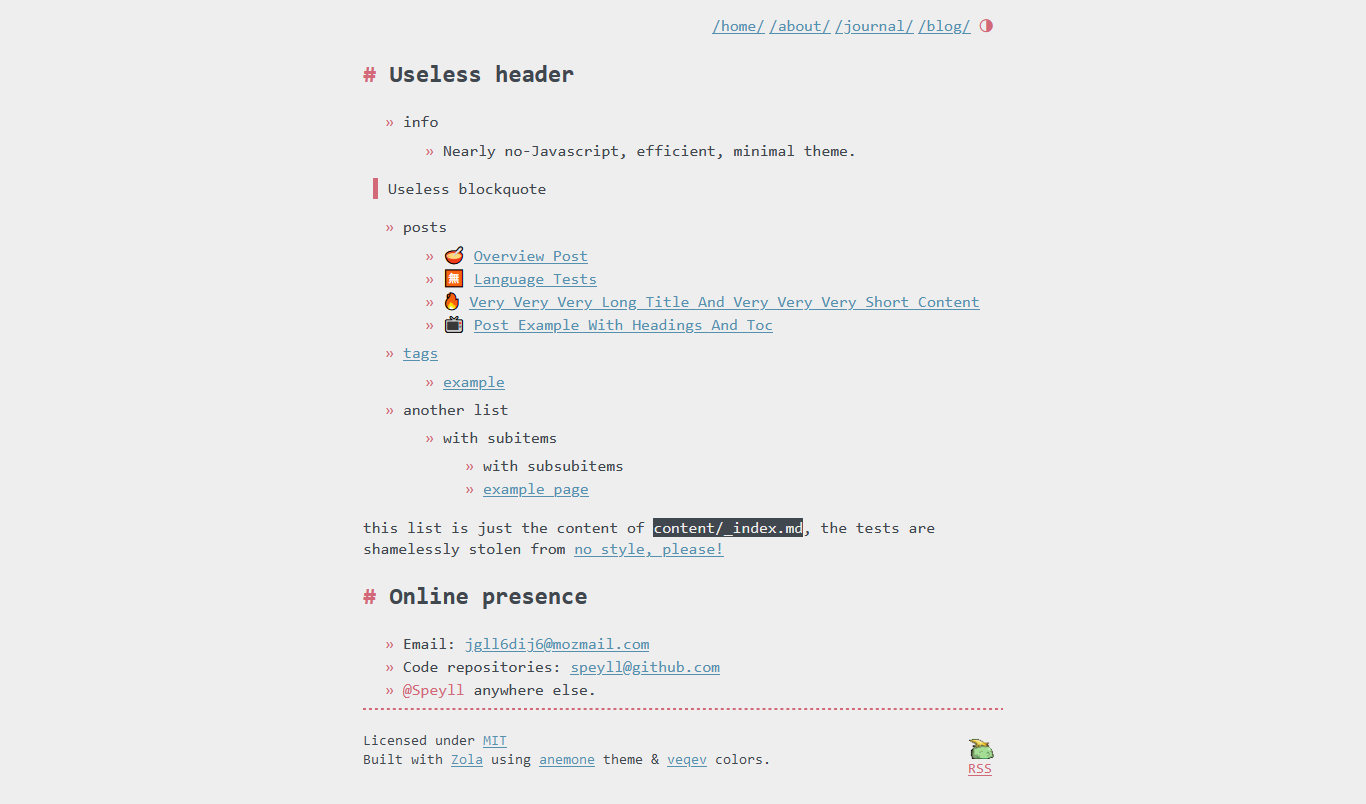 /home/ /about/ /journal/ /blog/
# Useless header
» info
» Nearly no-Javascript, efficient, minimal theme.
Useless blockquote
» posts
» Overview Post
» 無 Language Tests
» Very Very Very Long Title And Very Very Very Short Content
» Post Example With Headings And Toc
» tags
» example
» another list
» with subitems
» with subsubitems
» example page
this list is just the content of content/_index.md, the tests are
shamelessly stolen from no style, please!
# Online presence
» Email: jgll6dij6@mozmail.com
» Code repositories: speyll@github.com
» @Speyll anywhere else.
Licensed under MIT
Built with Zola using anemone theme & veqev colors.
RSS